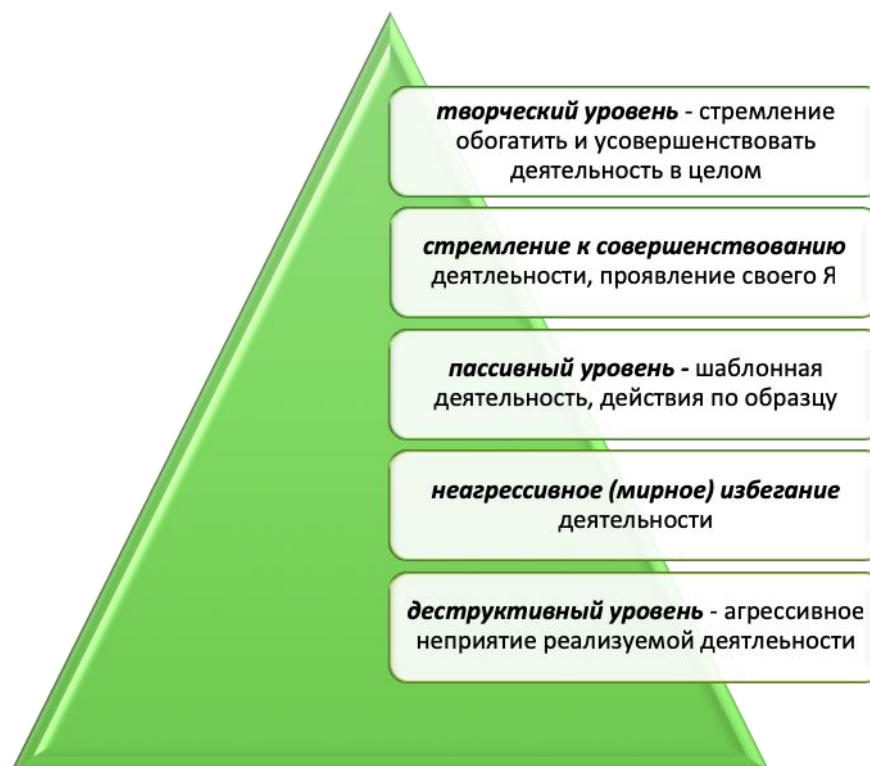 творческий уровень - стремление
обогатить и усовершенствовать
деятельность в целом
стремление к совершенствованию
деятлеьности, проявление своего Я
пассивный уровень - шаблонная
деятельность, действия по образцу
неагрессивное (мирное) избегание
деятельности
деструктивный уровень - агрессивное
неприятие реализуемой деятлеьности